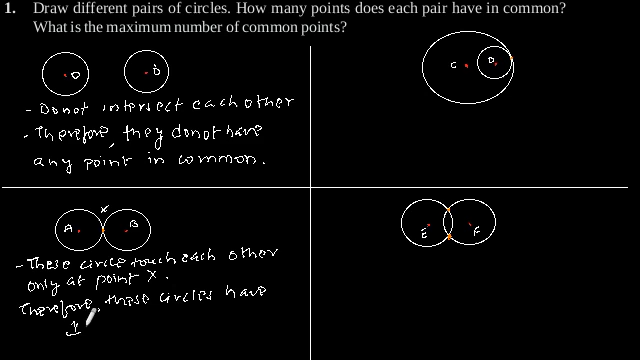 1. Draw different pairs of circles. How many points does each pair have in common?
What is the maximum number of common points?
O O'
- Do not intersect each other
- Therefore, they do not have
any point in common.
C D
X
A B
- These circle touch each other
only at point X.
Therefore, these circles have
1
E F